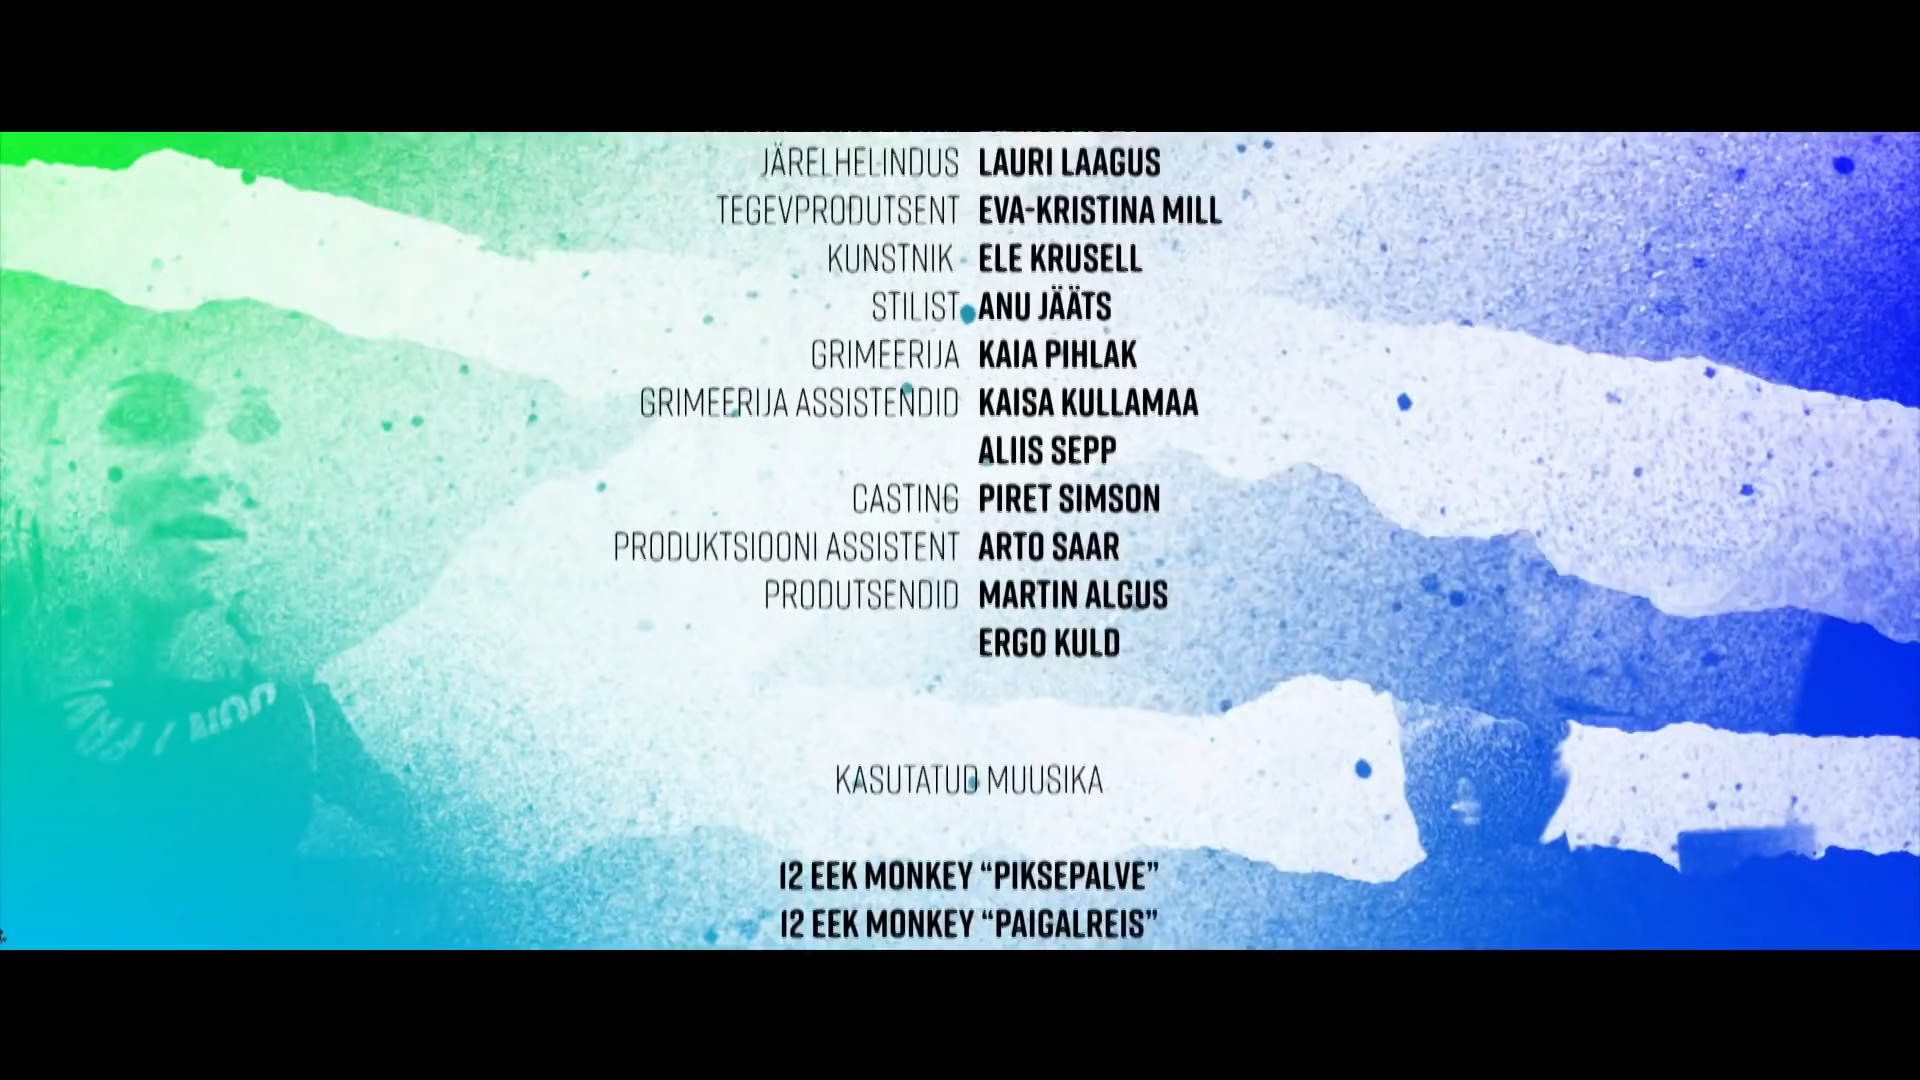 JÄRELHELINDUS LAURI LAAGUS
TEGEVPRODUTSENT EVA-KRISTINA MILL
KUNSTNIK ELE KRUSELL
STILIST ANU JÄÄTS
GRIMEERIJA KAIA PIHLAK
GRIMEERIJA ASSISTENDID KAISA KULLAMAA
ALIIS SEPP
CASTING PIRET SIMSON
PRODUKTSIOONI ASSISTENT ARTO SAAR
PRODUTSENDID MARTIN ALGUS
ERGO KULD
KASUTATUD MUUSIKA
12 EEK MONKEY “PIKSEPALVE”
12 EEK MONKEY “PAIGALREIS”